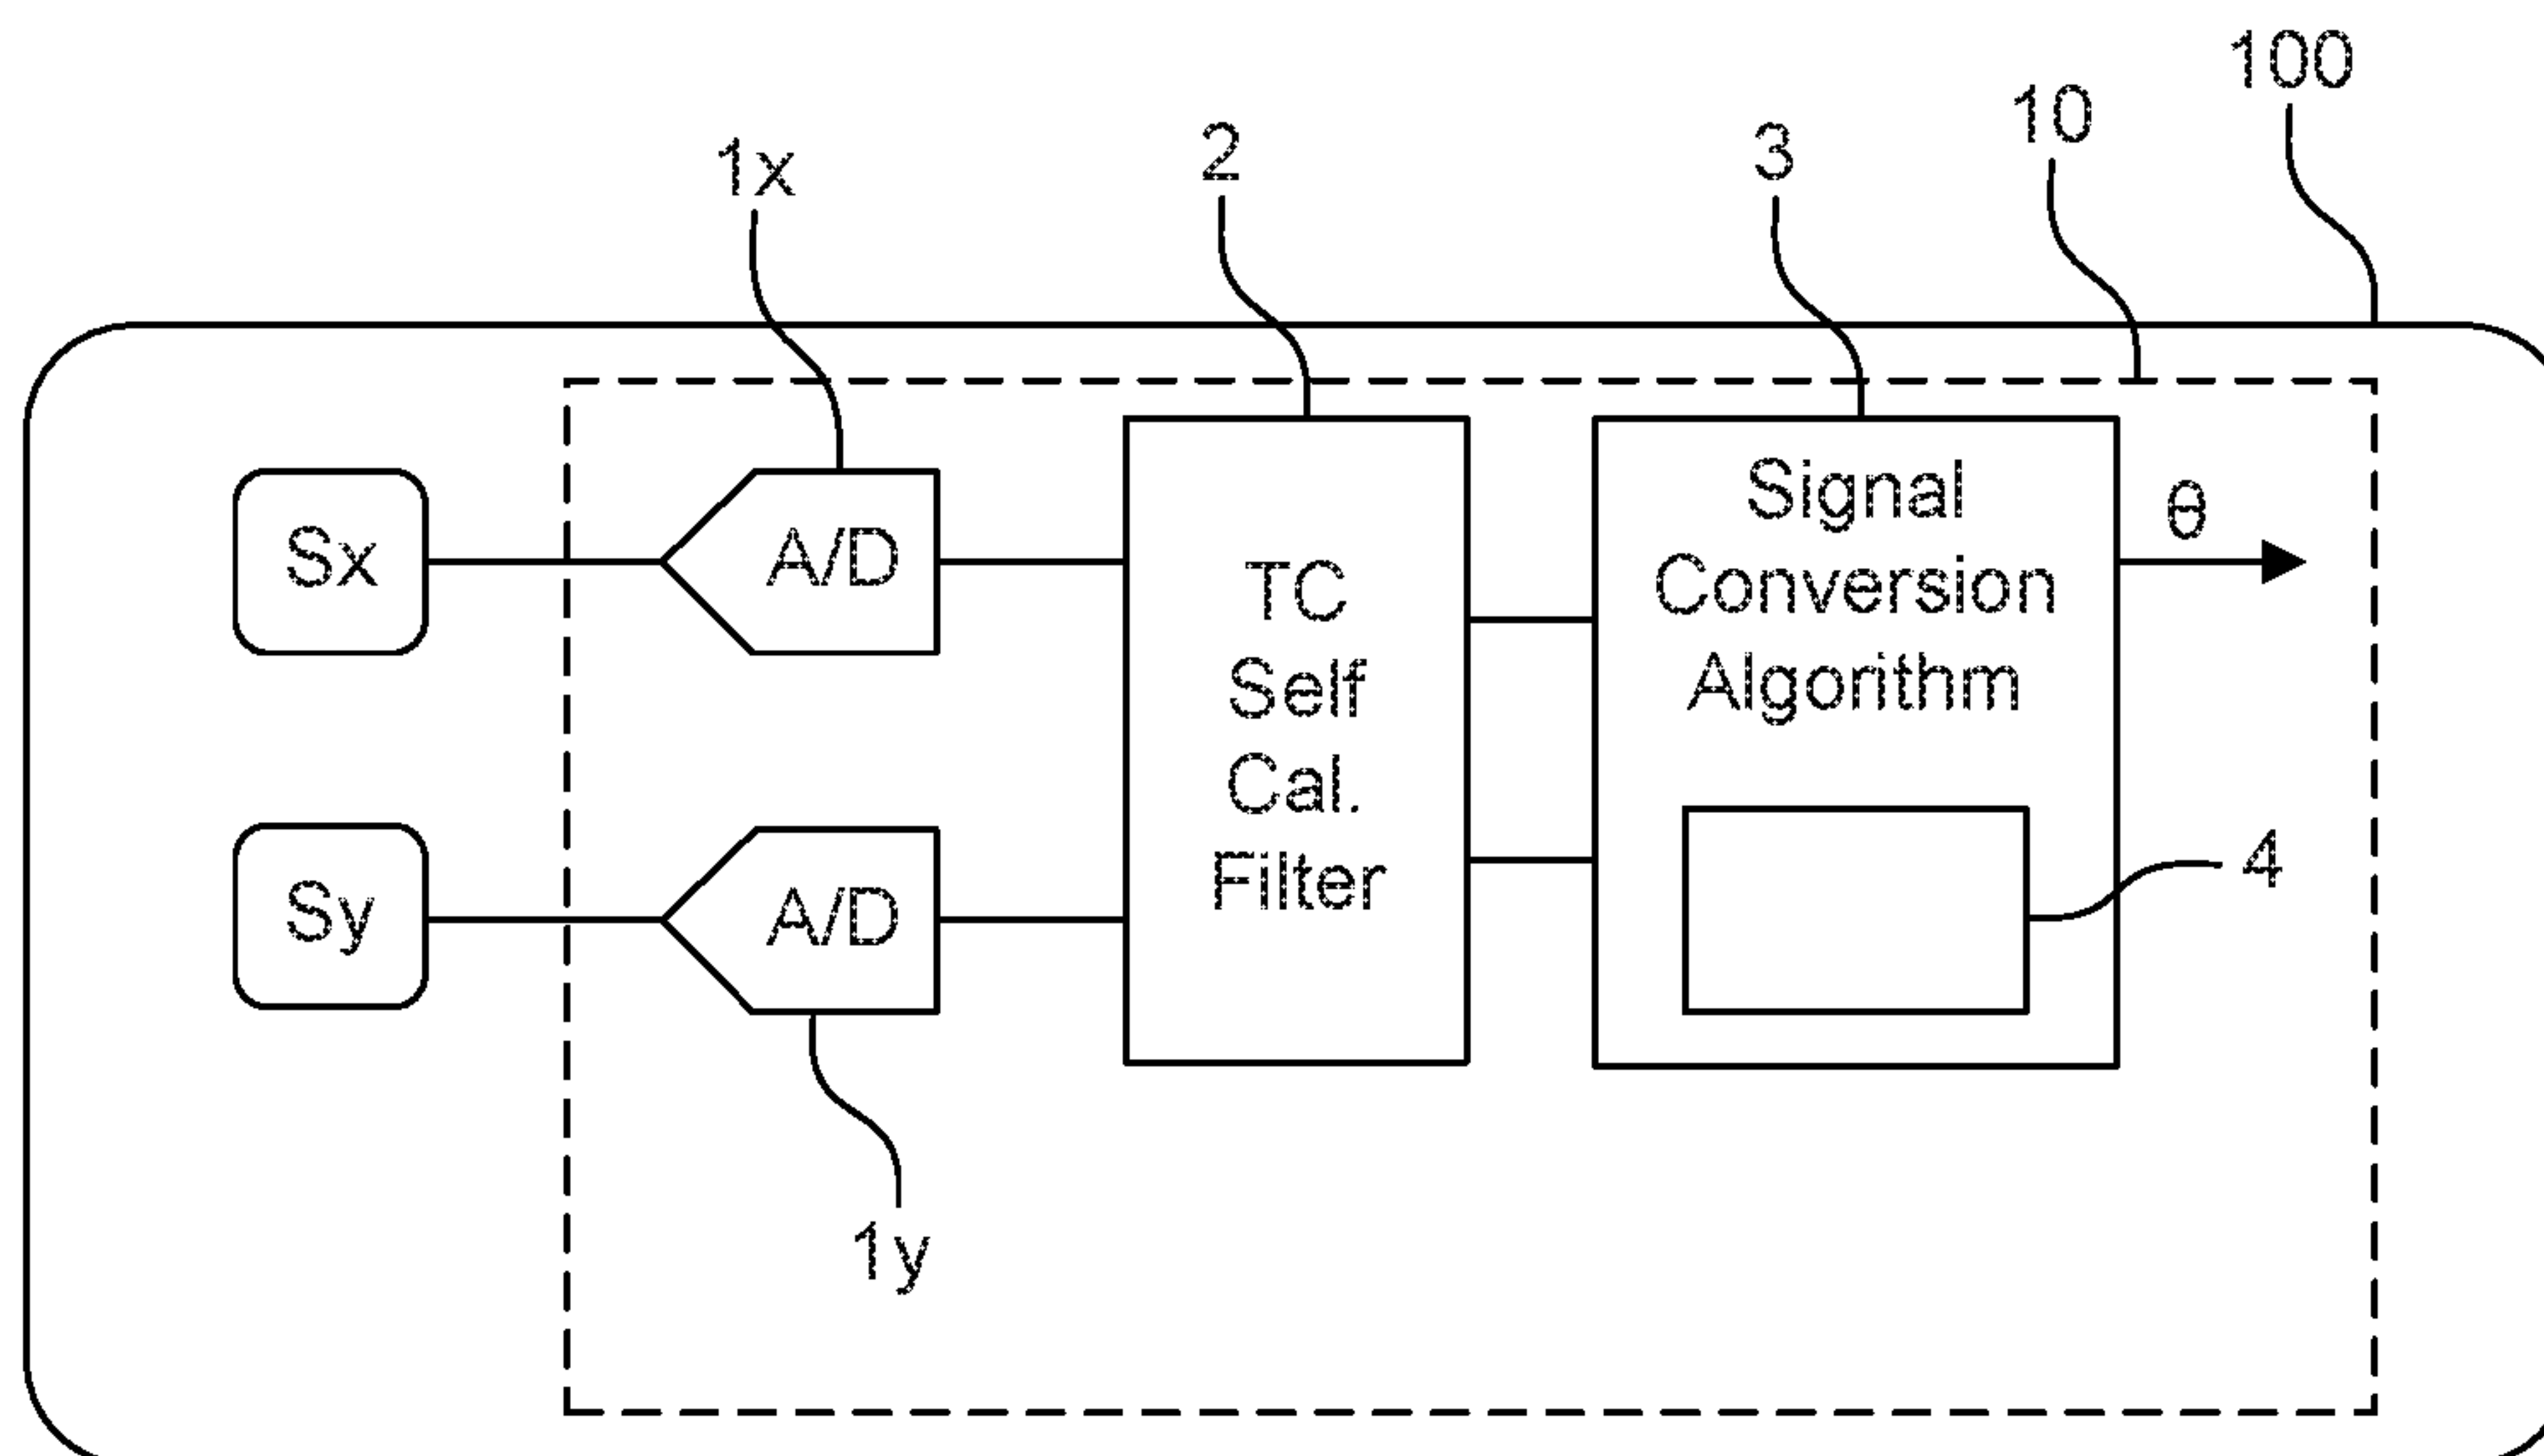 100
10
1x
2
3
Sx
A/D
TC
Self
Cal.
Filter
Signal
Conversion
Algorithm
θ
Sy
A/D
4
1y